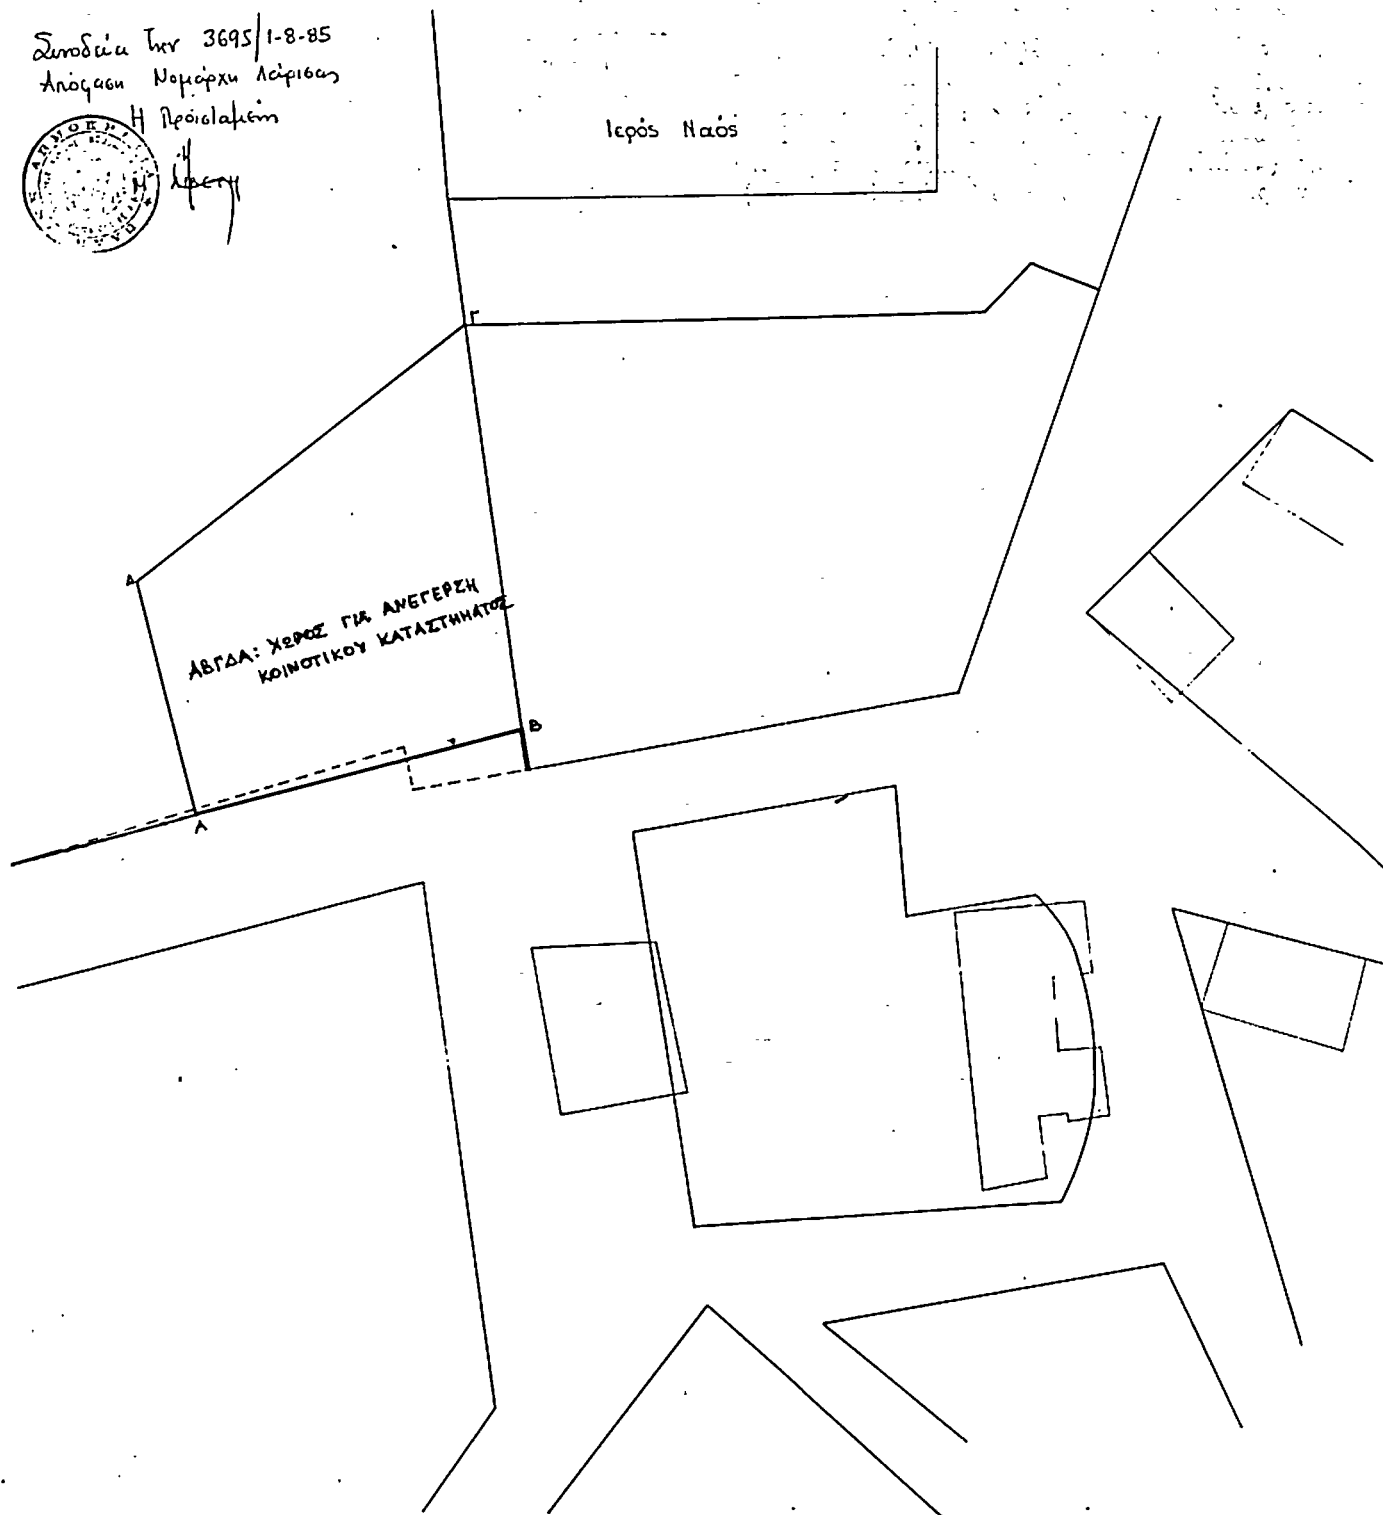 Συνοδεύει την 3695/1-8-85
Απόφαση Νομάρχη Λάρισας
Η Προϊσταμένη
Ιερός Ναός
Γ
Δ
ΑΒΓΔΑ: ΧΩΡΟΣ ΓΙΑ ΑΝΕΓΕΡΣΗ
ΚΟΙΝΟΤΙΚΟΥ ΚΑΤΑΣΤΗΜΑΤΟΣ
Β
Α